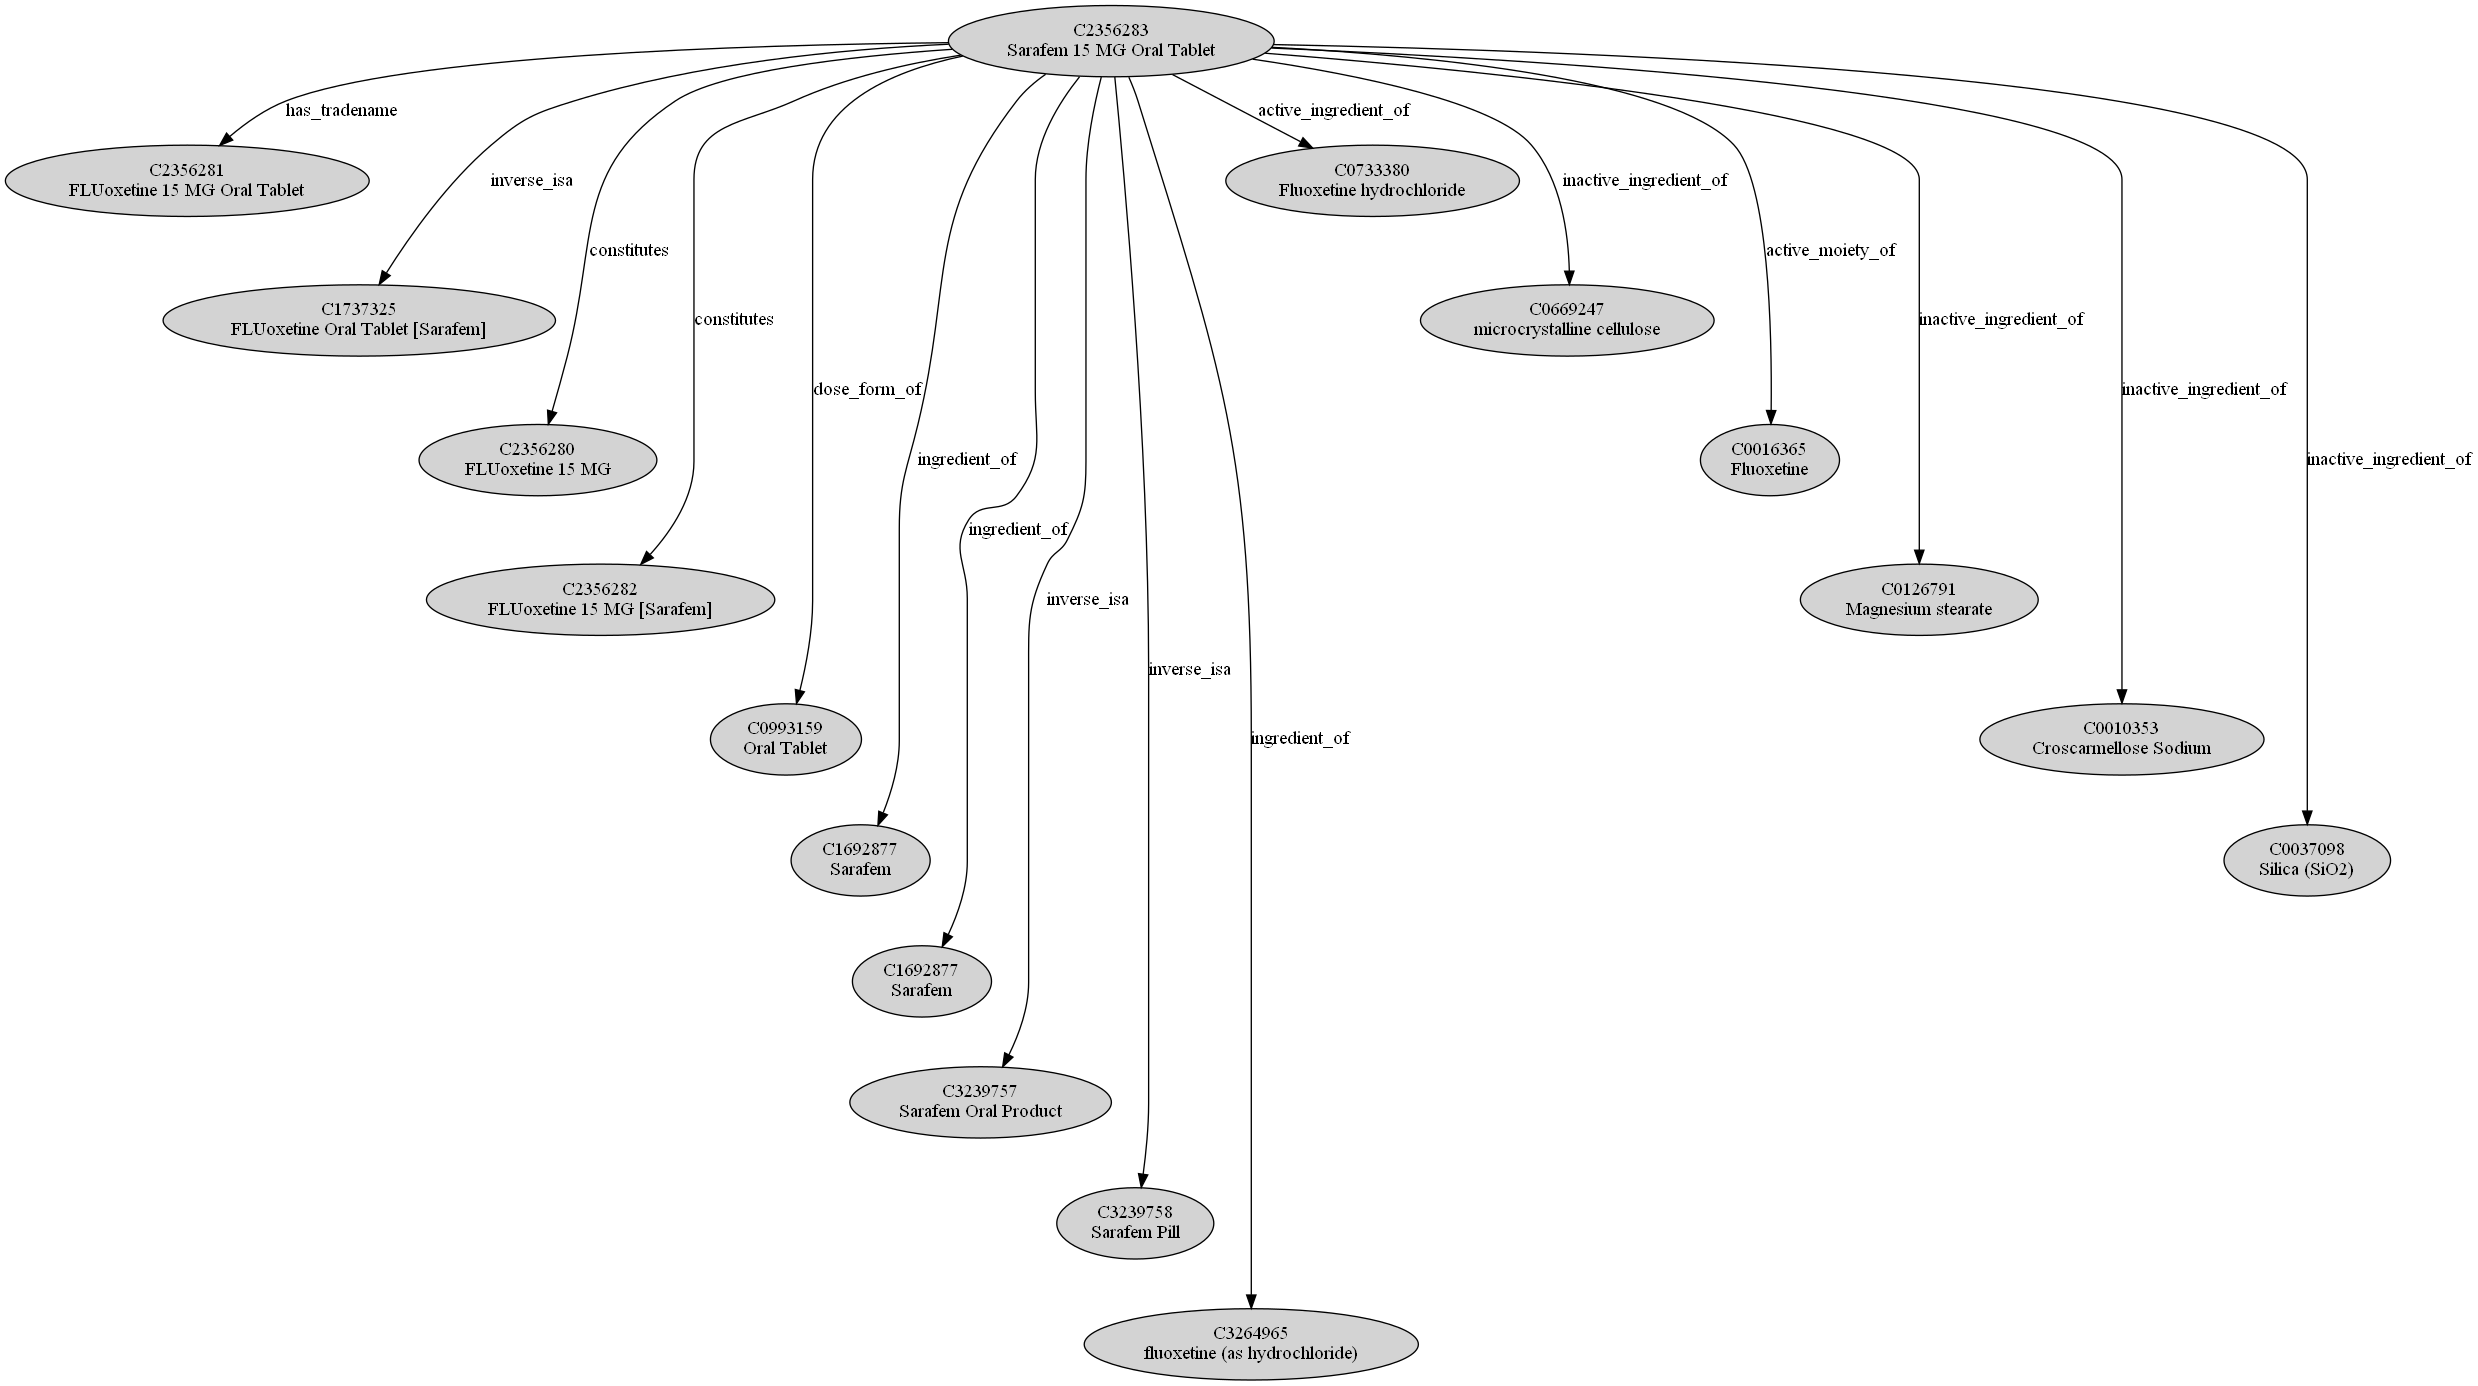 C2356283
Sarafem 15 MG Oral Tablet
has_tradename
active_ingredient_of
C2356281
FLUoxetine 15 MG Oral Tablet
inverse_isa
C0733380
Fluoxetine hydrochloride
inactive_ingredient_of
constitutes
active_moiety_of
C1737325
FLUoxetine Oral Tablet [Sarafem]
constitutes
C0669247
microcrystalline cellulose
inactive_ingredient_of
dose_form_of
inactive_ingredient_of
C2356280
FLUoxetine 15 MG
ingredient_of
C0016365
Fluoxetine
inactive_ingredient_of
ingredient_of
C2356282
FLUoxetine 15 MG [Sarafem]
inverse_isa
C0126791
Magnesium stearate
inverse_isa
C0993159
Oral Tablet
ingredient_of
C0010353
Croscarmellose Sodium
C1692877
Sarafem
C0037098
Silica (SiO2)
C1692877
Sarafem
C3239757
Sarafem Oral Product
C3239758
Sarafem Pill
C3264965
fluoxetine (as hydrochloride)